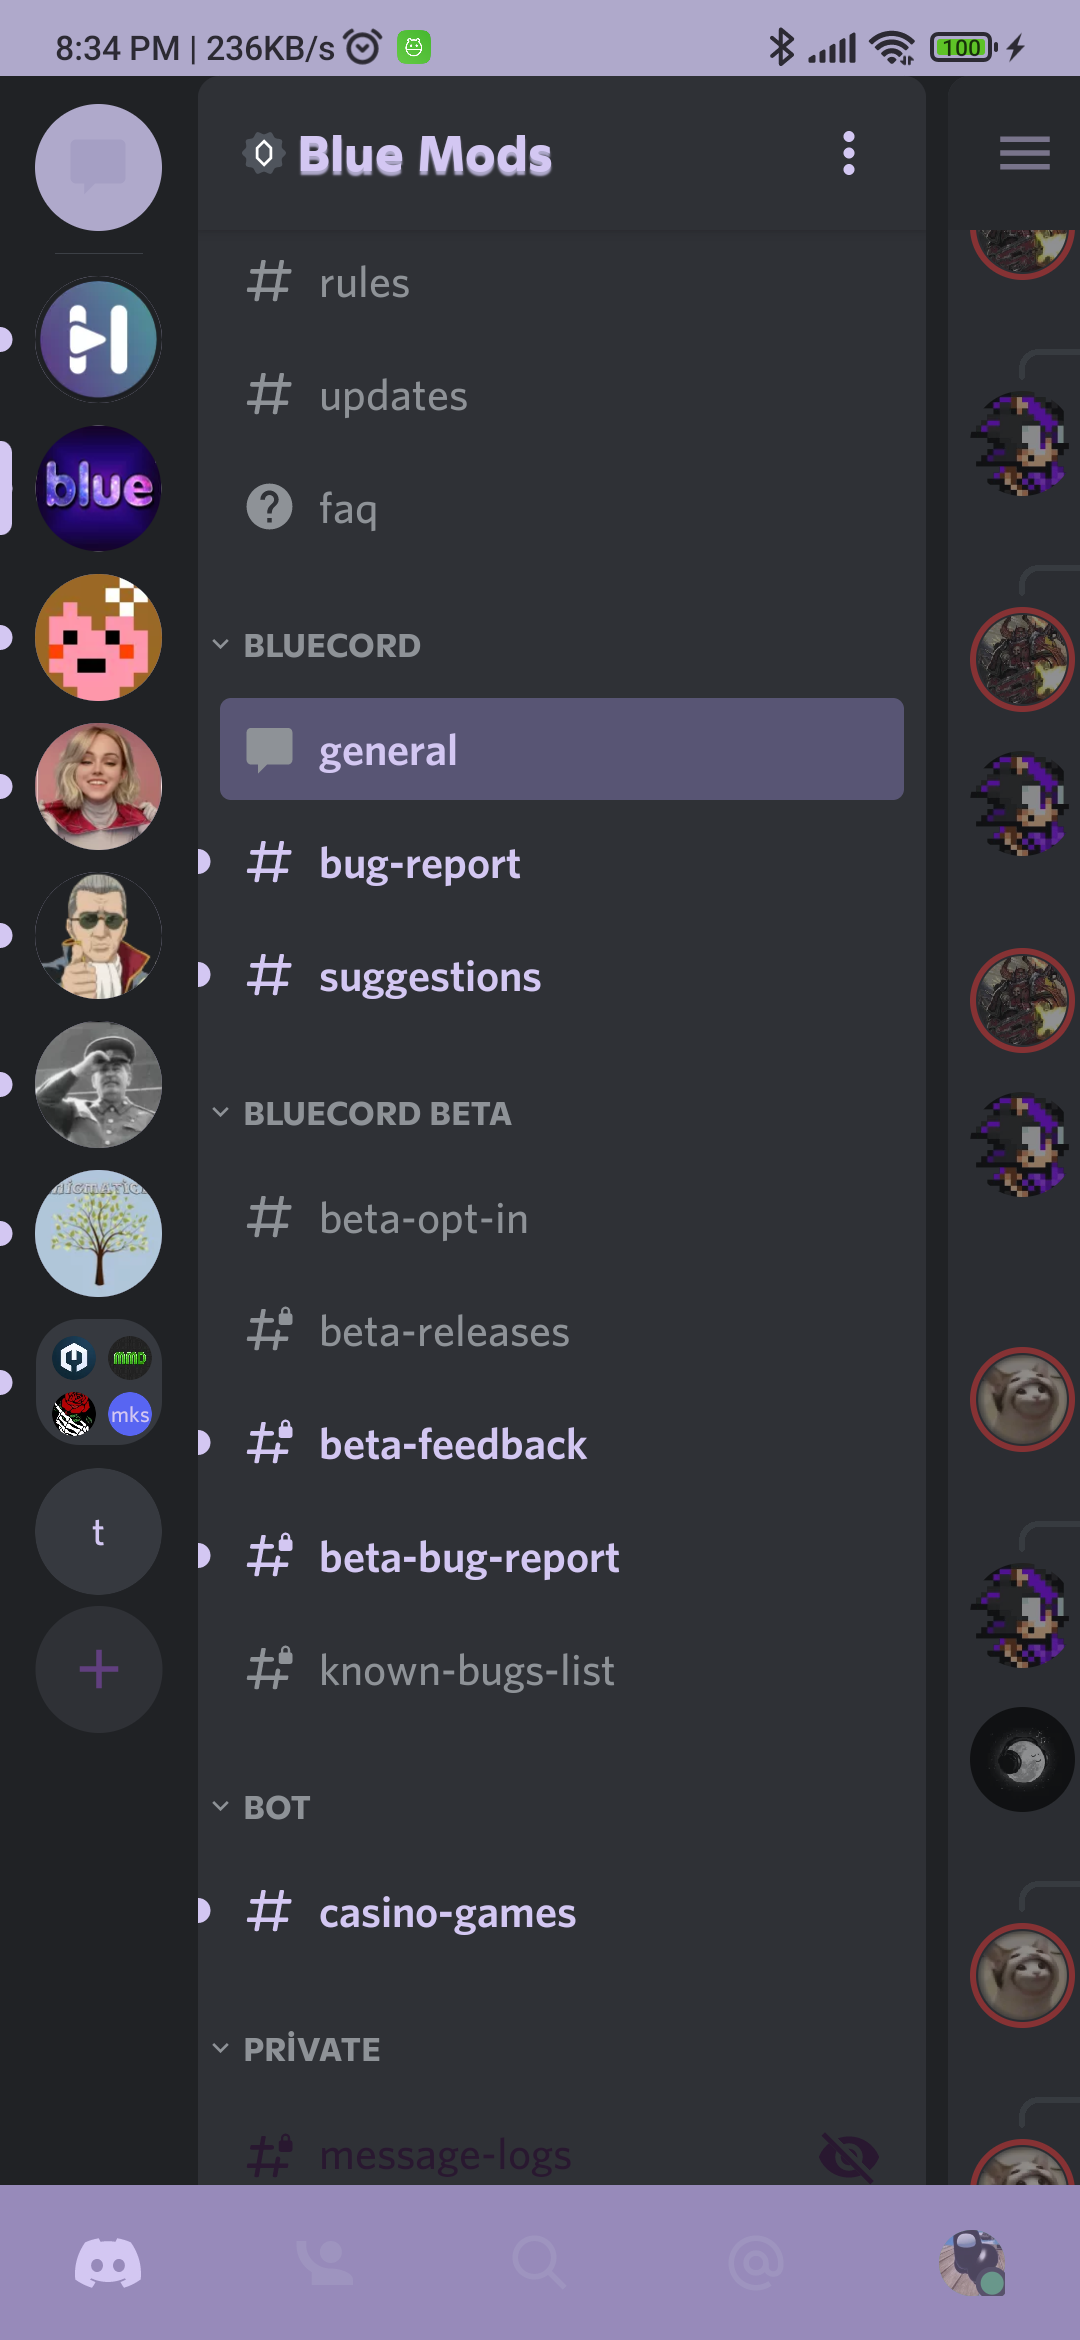 8:34 PM | 236KB/s
100
Blue Mods
rules
updates
faq
blue
BLUECORD
general
bug-report
suggestions
BLUECORD BETA
beta-opt-in
beta-releases
beta-feedback
MMD
mks
t
beta-bug-report
known-bugs-list
BOT
casino-games
PRİVATE
message-logs